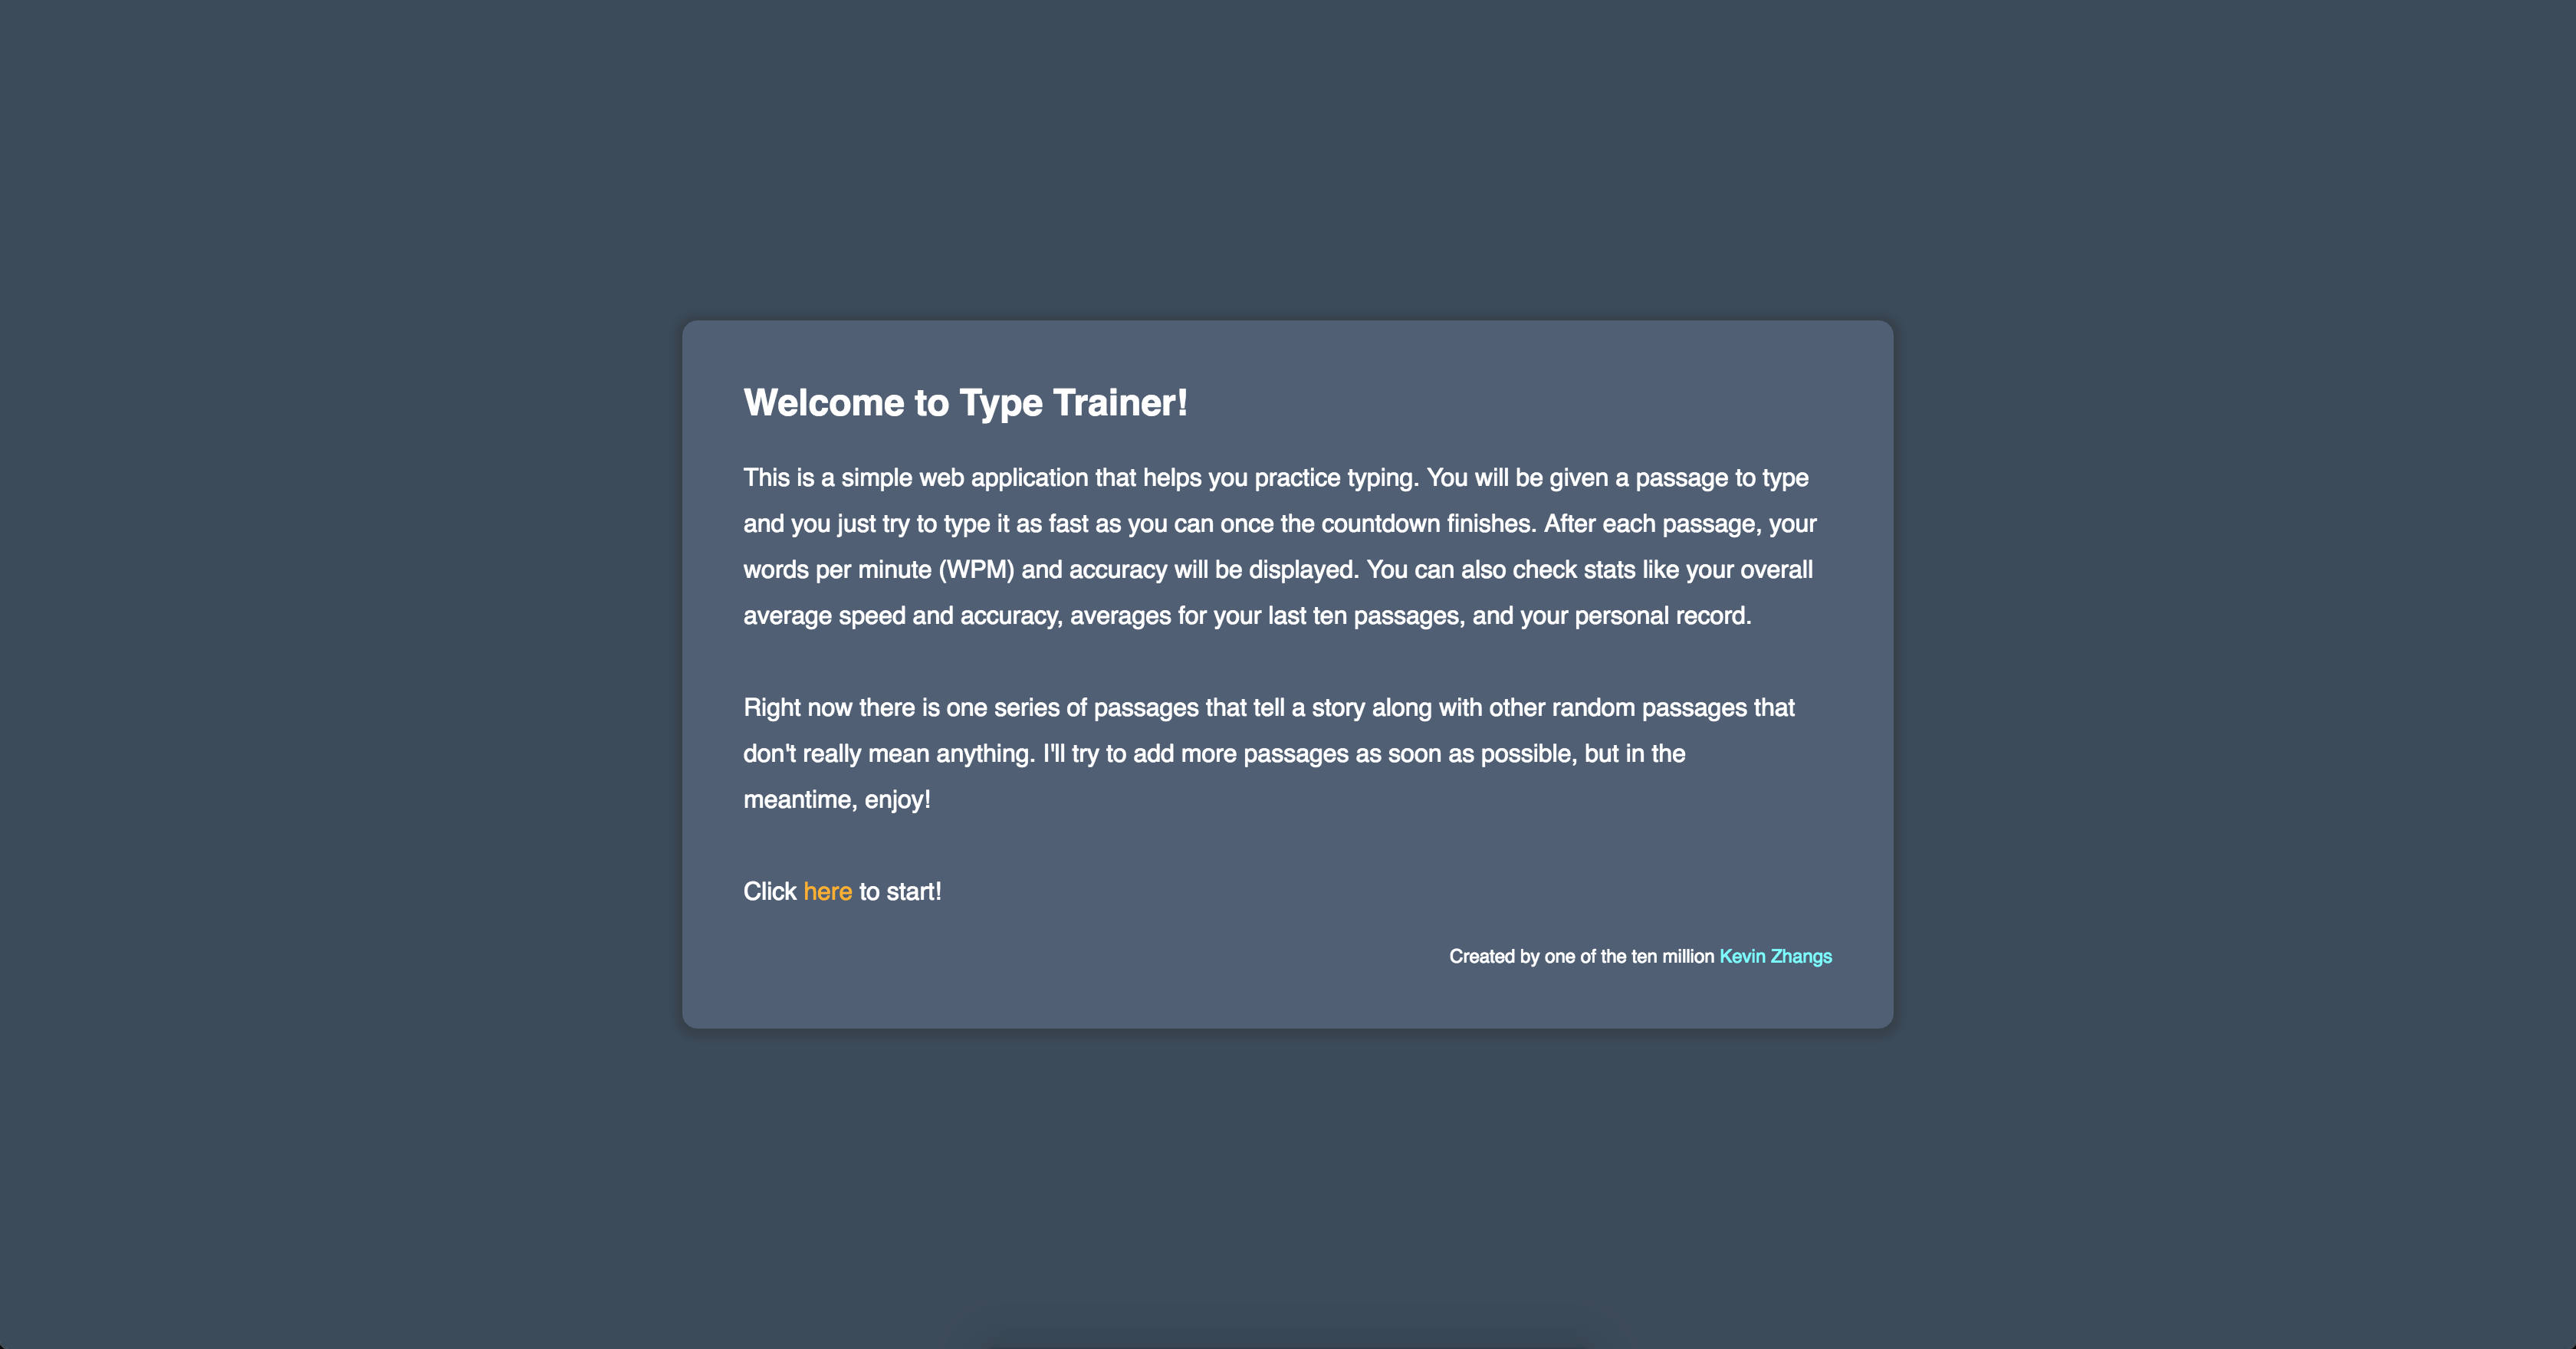 Welcome to Type Trainer!
This is a simple web application that helps you practice typing. You will be given a passage to type
and you just try to type it as fast as you can once the countdown finishes. After each passage, your
words per minute (WPM) and accuracy will be displayed. You can also check stats like your overall
average speed and accuracy, averages for your last ten passages, and your personal record.
Right now there is one series of passages that tell a story along with other random passages that
don't really mean anything. I'll try to add more passages as soon as possible, but in the
meantime, enjoy!
Click here to start!
Created by one of the ten million Kevin Zhangs